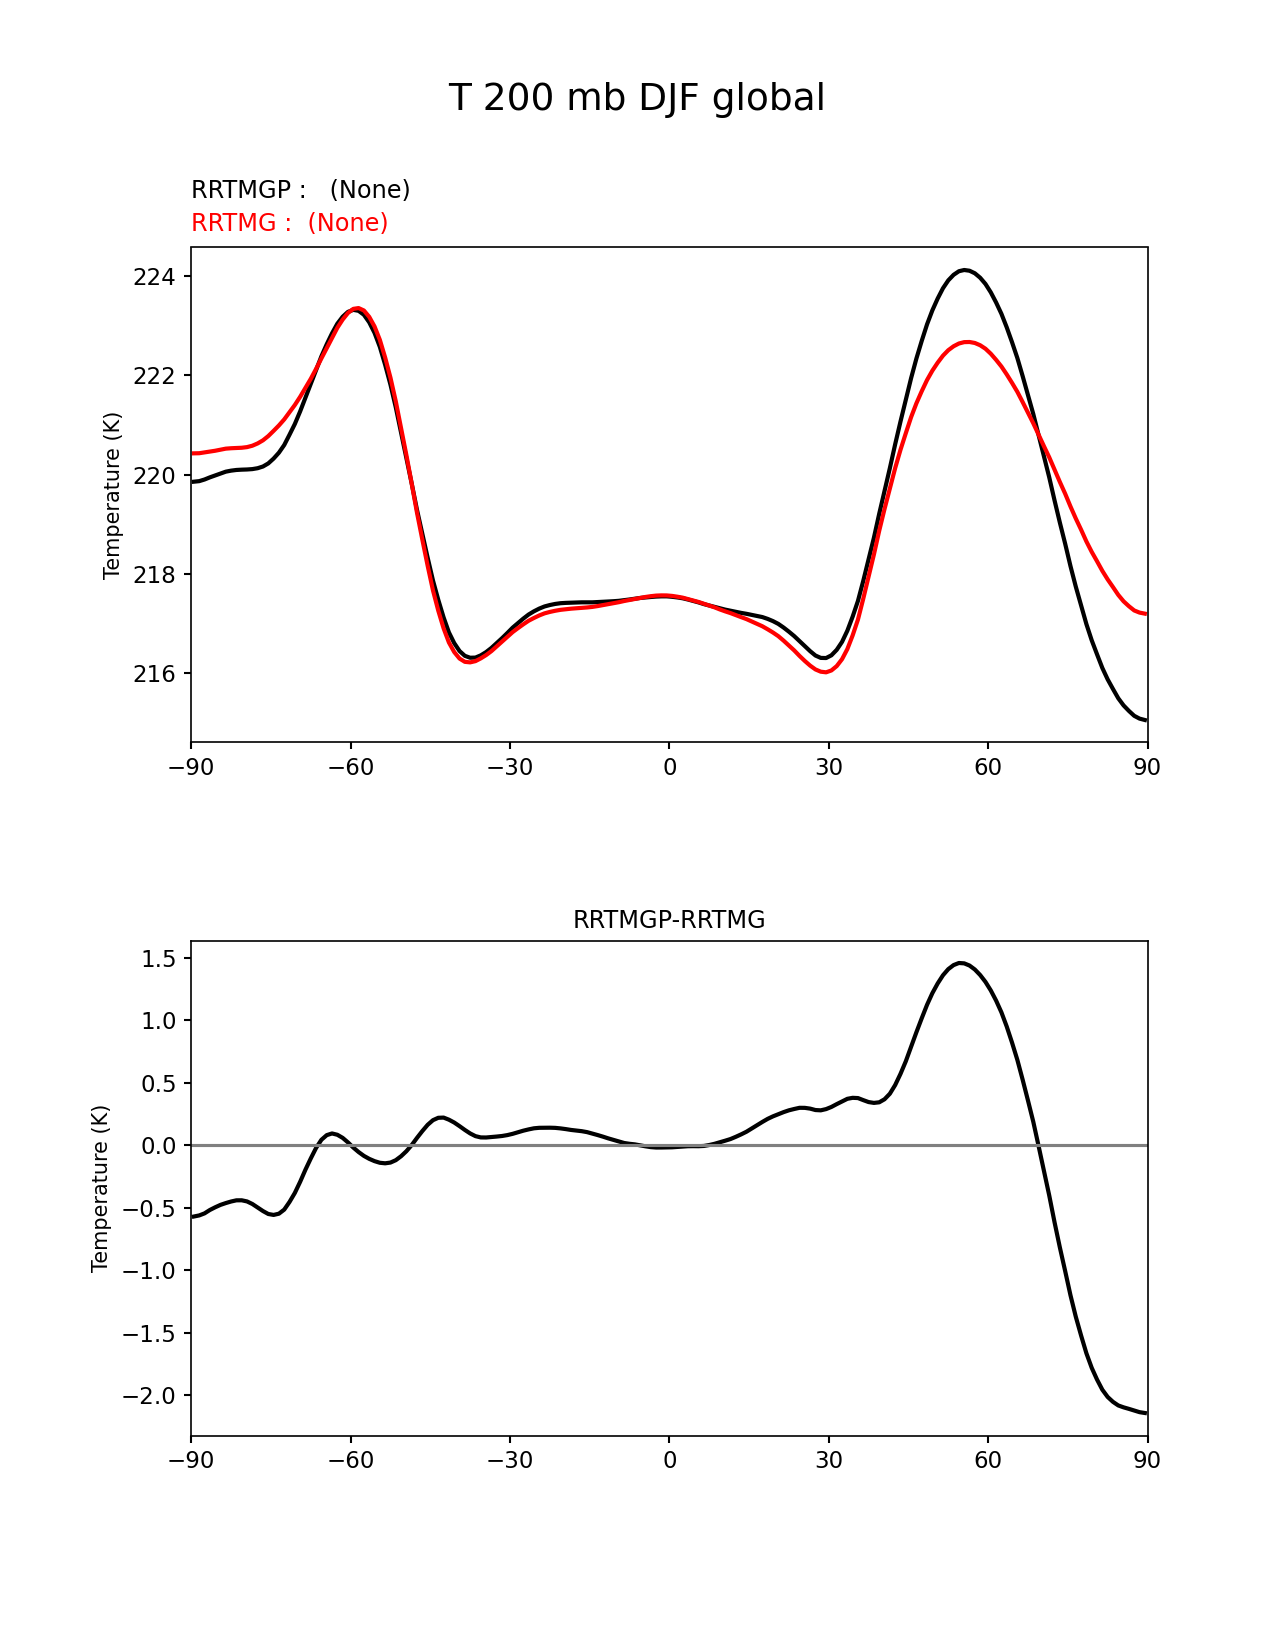 T 200 mb DJF global
RRTMGP :   (None)
RRTMG :  (None)
224
222
220
218
216
Temperature (K)
−90 −60 −30 0 30 60 90
RRTMGP-RRTMG
1.5
1.0
0.5
0.0
−0.5
−1.0
−1.5
−2.0
Temperature (K)
−90 −60 −30 0 30 60 90